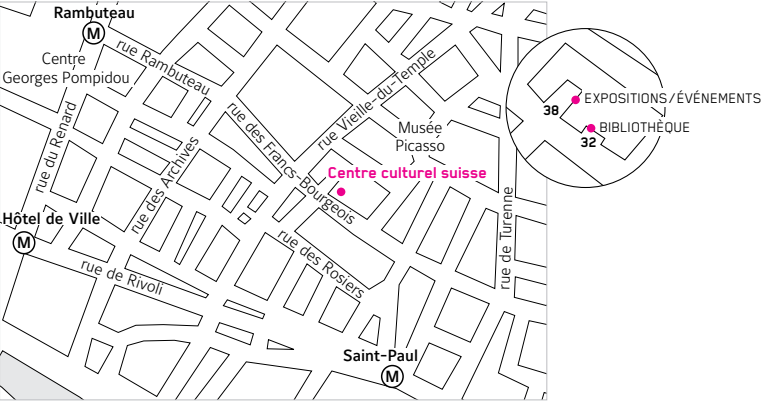 Rambuteau
M
rue Rambuteau
Centre
Georges Pompidou
rue du Renard
rue des Archives
rue des Francs-Bourgeois
rue Vieille-du-Temple
Musée
Picasso
Centre culturel suisse
Hôtel de Ville
M
rue de Rivoli
rue des Rosiers
rue de Turenne
Saint-Paul
M
EXPOSITIONS/ÉVÉNEMENTS
38
BIBLIOTHÈQUE
32